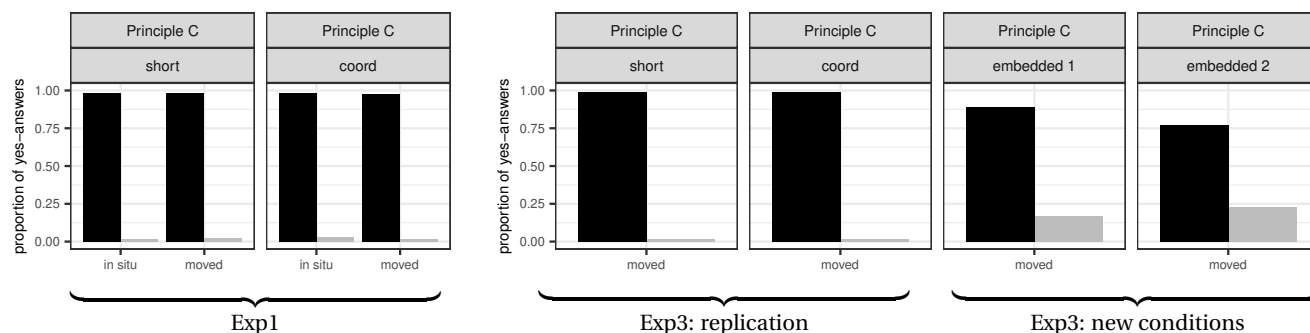 Principle C Principle C Principle C Principle C Principle C Principle C
short coord short coord embedded 1 embedded 2
proportion of yes−answers
1.00
0.75
0.50
0.25
0.00
in situ moved in situ moved
proportion of yes−answers
1.00
0.75
0.50
0.25
0.00
moved moved moved moved
Exp1 Exp3: replication Exp3: new conditions